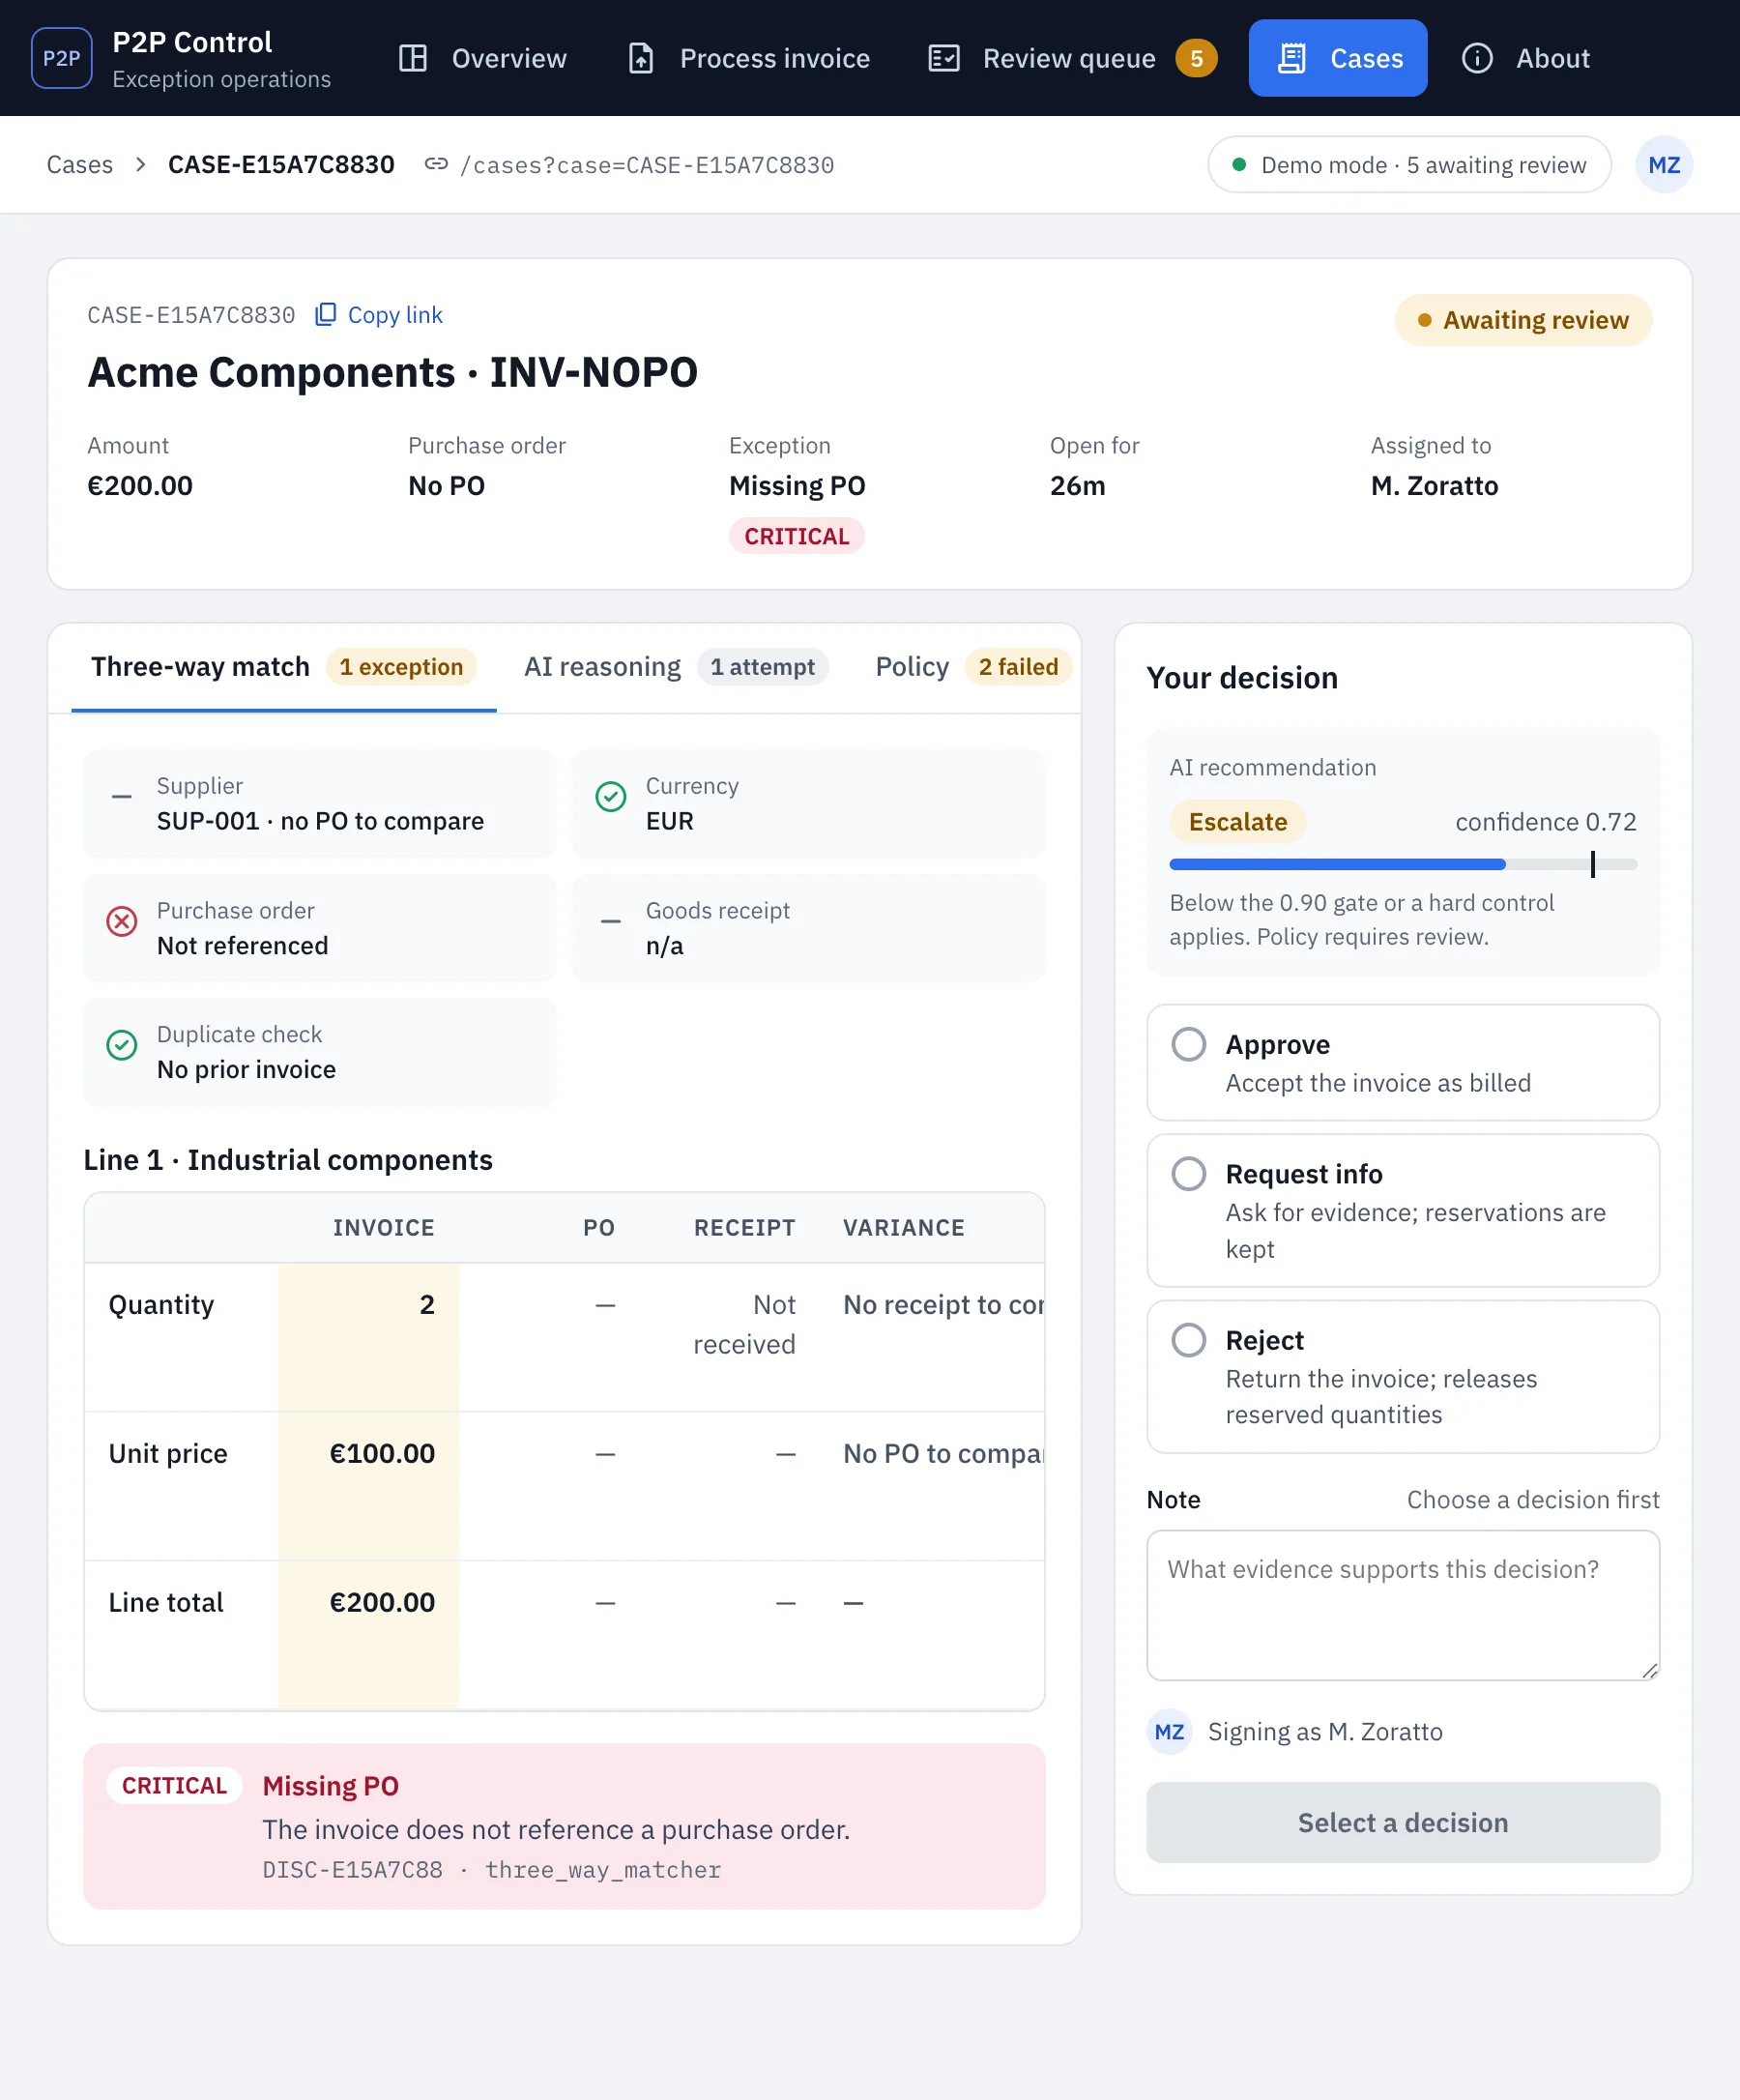 P2P
P2P Control
Exception operations
Overview
Process invoice
Review queue 5
Cases
About
Cases > CASE-E15A7C8830 /cases?case=CASE-E15A7C8830
Demo mode · 5 awaiting review
MZ
CASE-E15A7C8830 Copy link
Awaiting review
Acme Components · INV-NOPO
Amount
€200.00
Purchase order
No PO
Exception
Missing PO
CRITICAL
Open for
26m
Assigned to
M. Zoratto
Three-way match 1 exception
AI reasoning 1 attempt
Policy 2 failed
Supplier
SUP-001 · no PO to compare
Currency
EUR
Purchase order
Not referenced
Goods receipt
n/a
Duplicate check
No prior invoice
Line 1 · Industrial components
INVOICE PO RECEIPT VARIANCE
Quantity 2 — Not received No receipt to cor
Unit price €100.00 — — No PO to compar
Line total €200.00 — — —
CRITICAL Missing PO
The invoice does not reference a purchase order.
DISC-E15A7C88 · three_way_matcher
Your decision
AI recommendation
Escalate confidence 0.72
Below the 0.90 gate or a hard control
applies. Policy requires review.
Approve
Accept the invoice as billed
Request info
Ask for evidence; reservations are
kept
Reject
Return the invoice; releases
reserved quantities
Note Choose a decision first
What evidence supports this decision?
MZ Signing as M. Zoratto
Select a decision